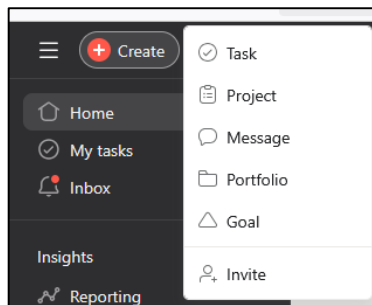 Create
Home
My tasks
Inbox
Insights
Reporting
Task
Project
Message
Portfolio
Goal
Invite